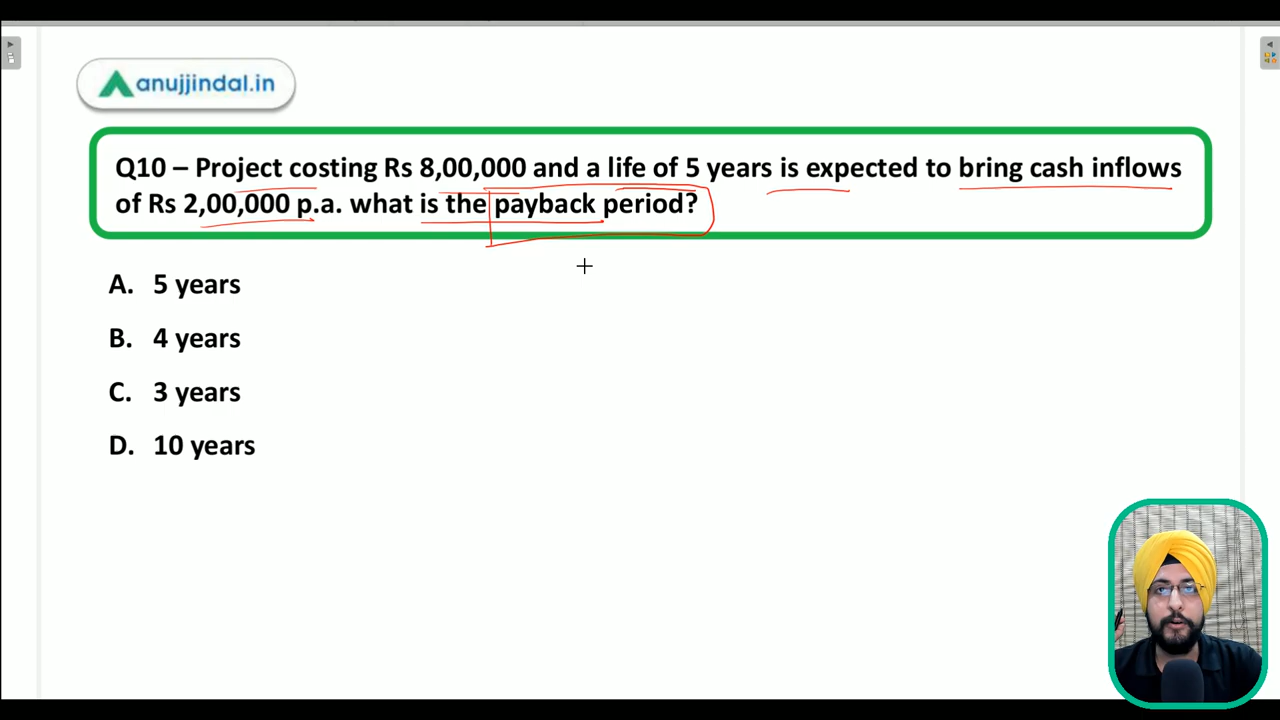 anujjindal.in
Q10 – Project costing Rs 8,00,000 and a life of 5 years is expected to bring cash inflows
of Rs 2,00,000 p.a. what is the payback period?
A. 5 years
B. 4 years
C. 3 years
D. 10 years